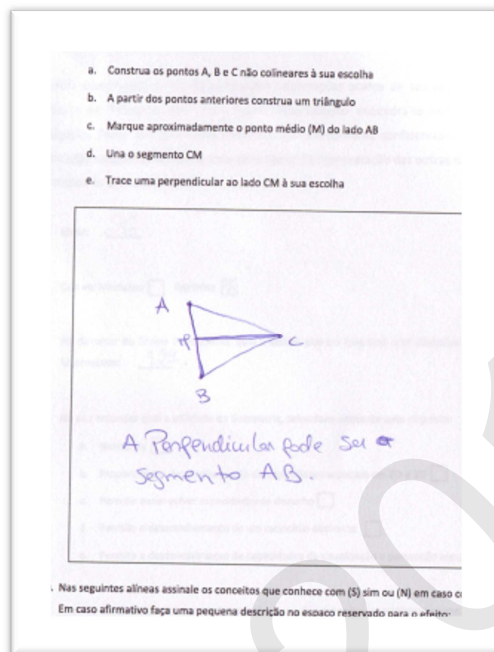 a. Construa os pontos A, B e C não colineares à sua escolha
b. A partir dos pontos anteriores construa um triângulo
c. Marque aproximadamente o ponto médio (M) do lado AB
d. Una o segmento CM
e. Trace uma perpendicular ao lado CM à sua escolha
A
C
B
A Perpendicular pode ser o
segmento AB.
. Nas seguintes alíneas assinale os conceitos que conhece com (S) sim ou (N) em caso
Em caso afirmativo faça uma pequena descrição no espaço reservado para o efeito: